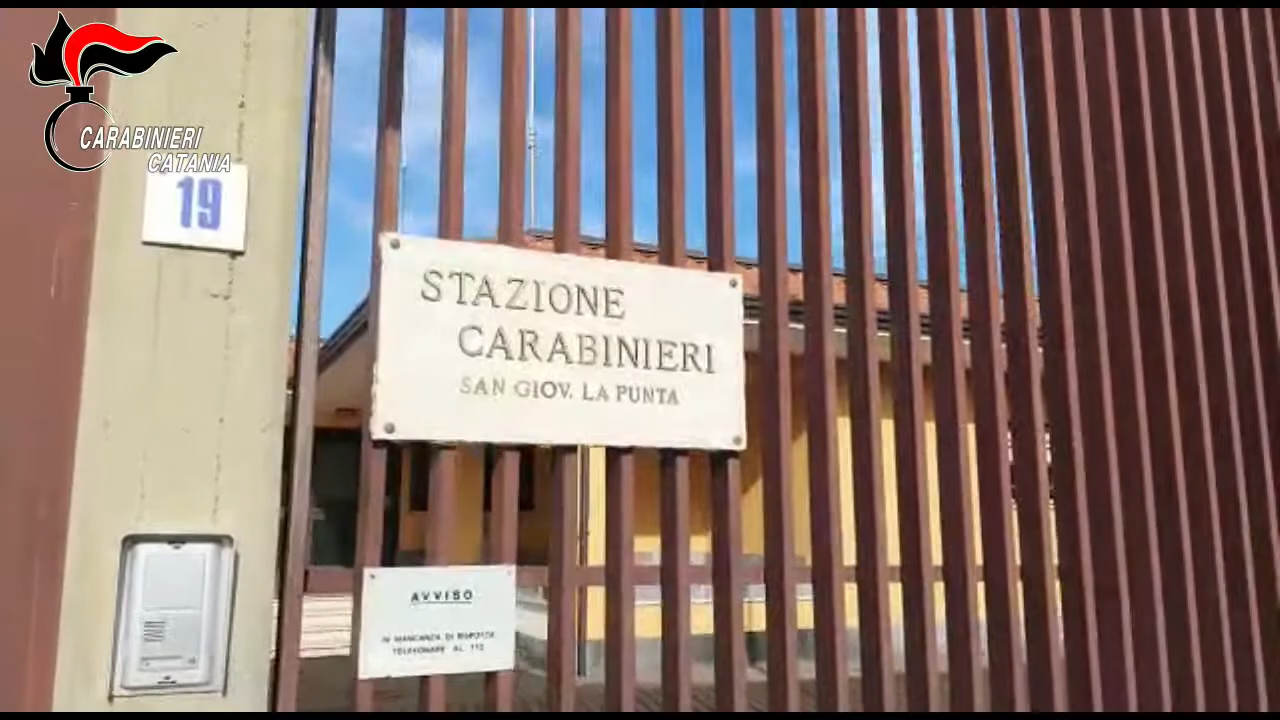 CARABINIERI
CATANIA
19
STAZIONE
CARABINIERI
SAN GIOV. LA PUNTA
AVVISO
IN MANCANZA DI RISPOSTA
TELEFONARE AL 112